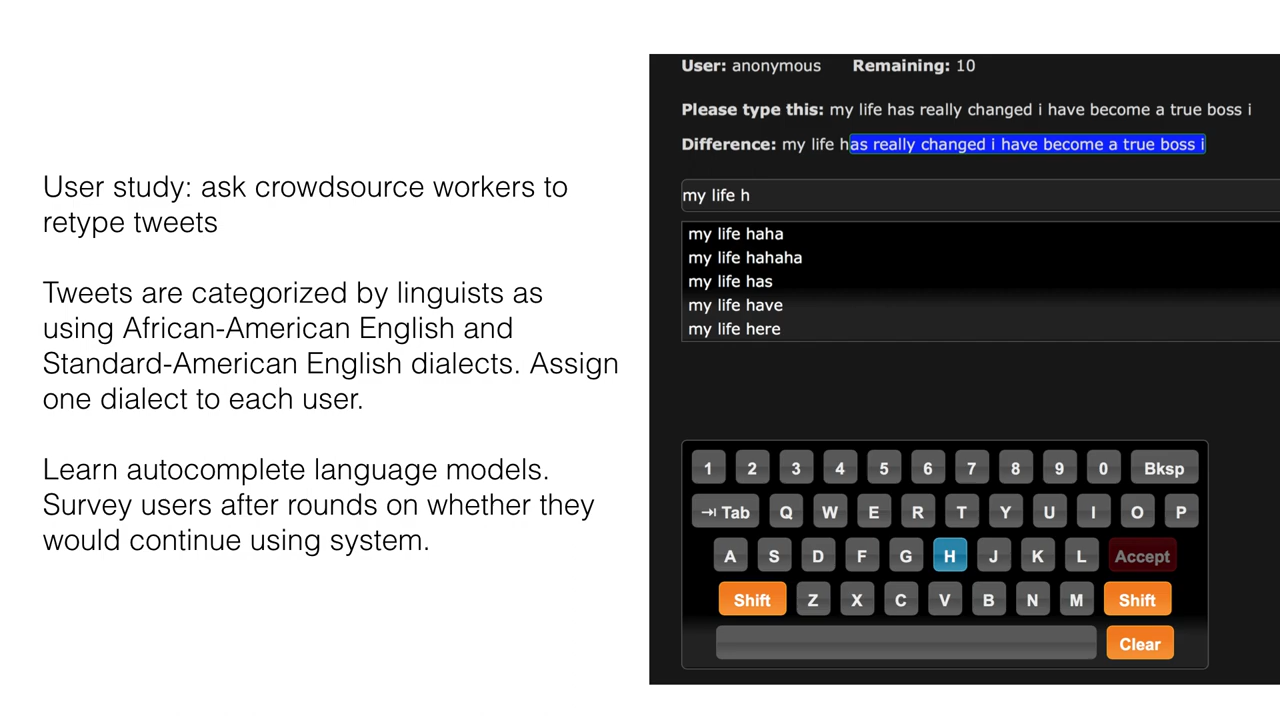 User study: ask crowdsource workers to
retype tweets
Tweets are categorized by linguists as
using African-American English and
Standard-American English dialects. Assign
one dialect to each user.
Learn autocomplete language models.
Survey users after rounds on whether they
would continue using system.
User: anonymous Remaining: 10
Please type this: my life has really changed i have become a true boss i
Difference: my life has really changed i have become a true boss i
my life h
my life haha
my life hahaha
my life has
my life have
my life here
1 2 3 4 5 6 7 8 9 0 Bksp
⇥ Tab Q W E R T Y U I O P
A S D F G H J K L Accept
Shift Z X C V B N M Shift
Clear